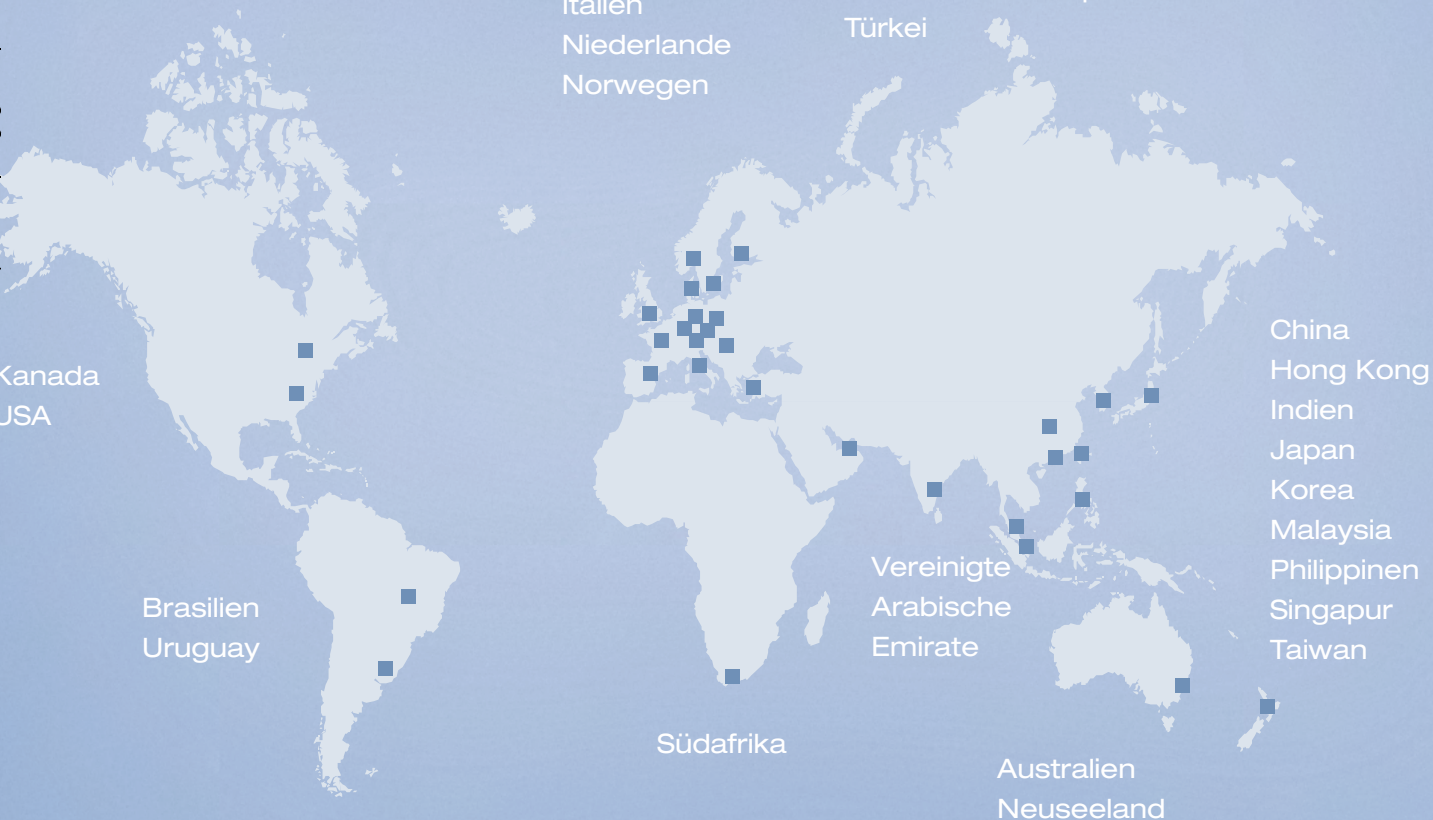 Italien
Niederlande
Norwegen
Türkei
Kanada
USA
China
Hong Kong
Indien
Japan
Korea
Malaysia
Philippinen
Singapur
Taiwan
Vereinigte
Arabische
Emirate
Brasilien
Uruguay
Südafrika
Australien
Neuseeland